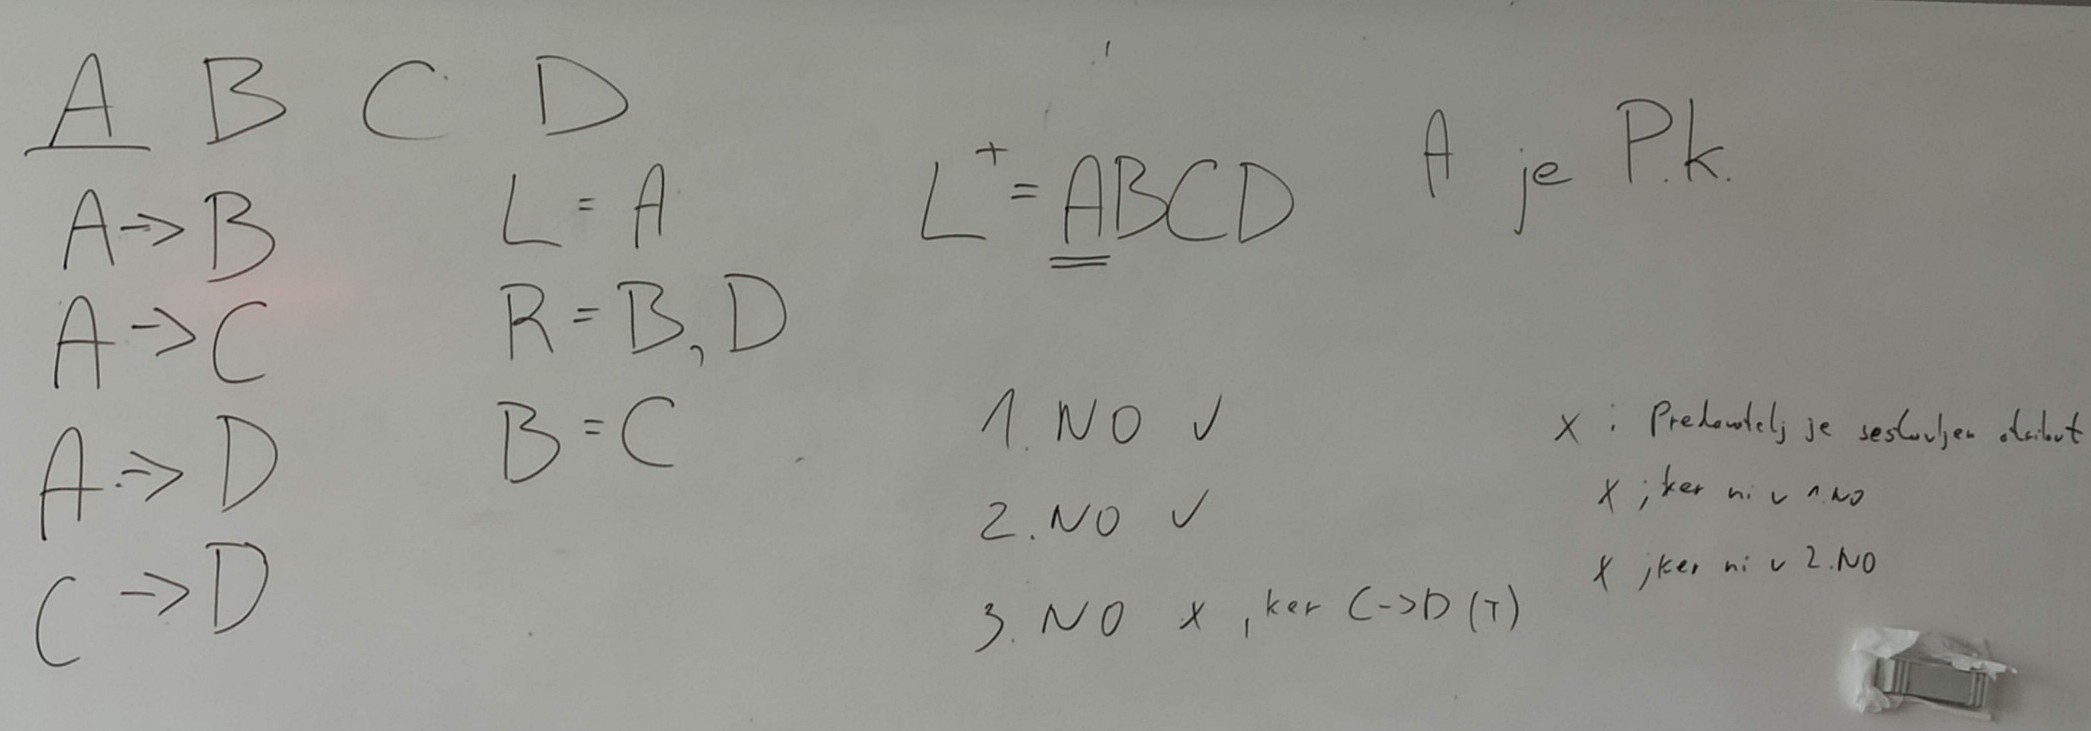 A B C D
A -> B
A -> C
A -> D
C -> D
L = A
R = B, D
B = C
L⁺ = ABCD
A je P.k.
1. NO ✓
2. NO ✓
3. NO x, ker C->D (T)
x : je sestavljen atribut
x ; ker ni v 1.NO
x ; ker ni v 2.NO